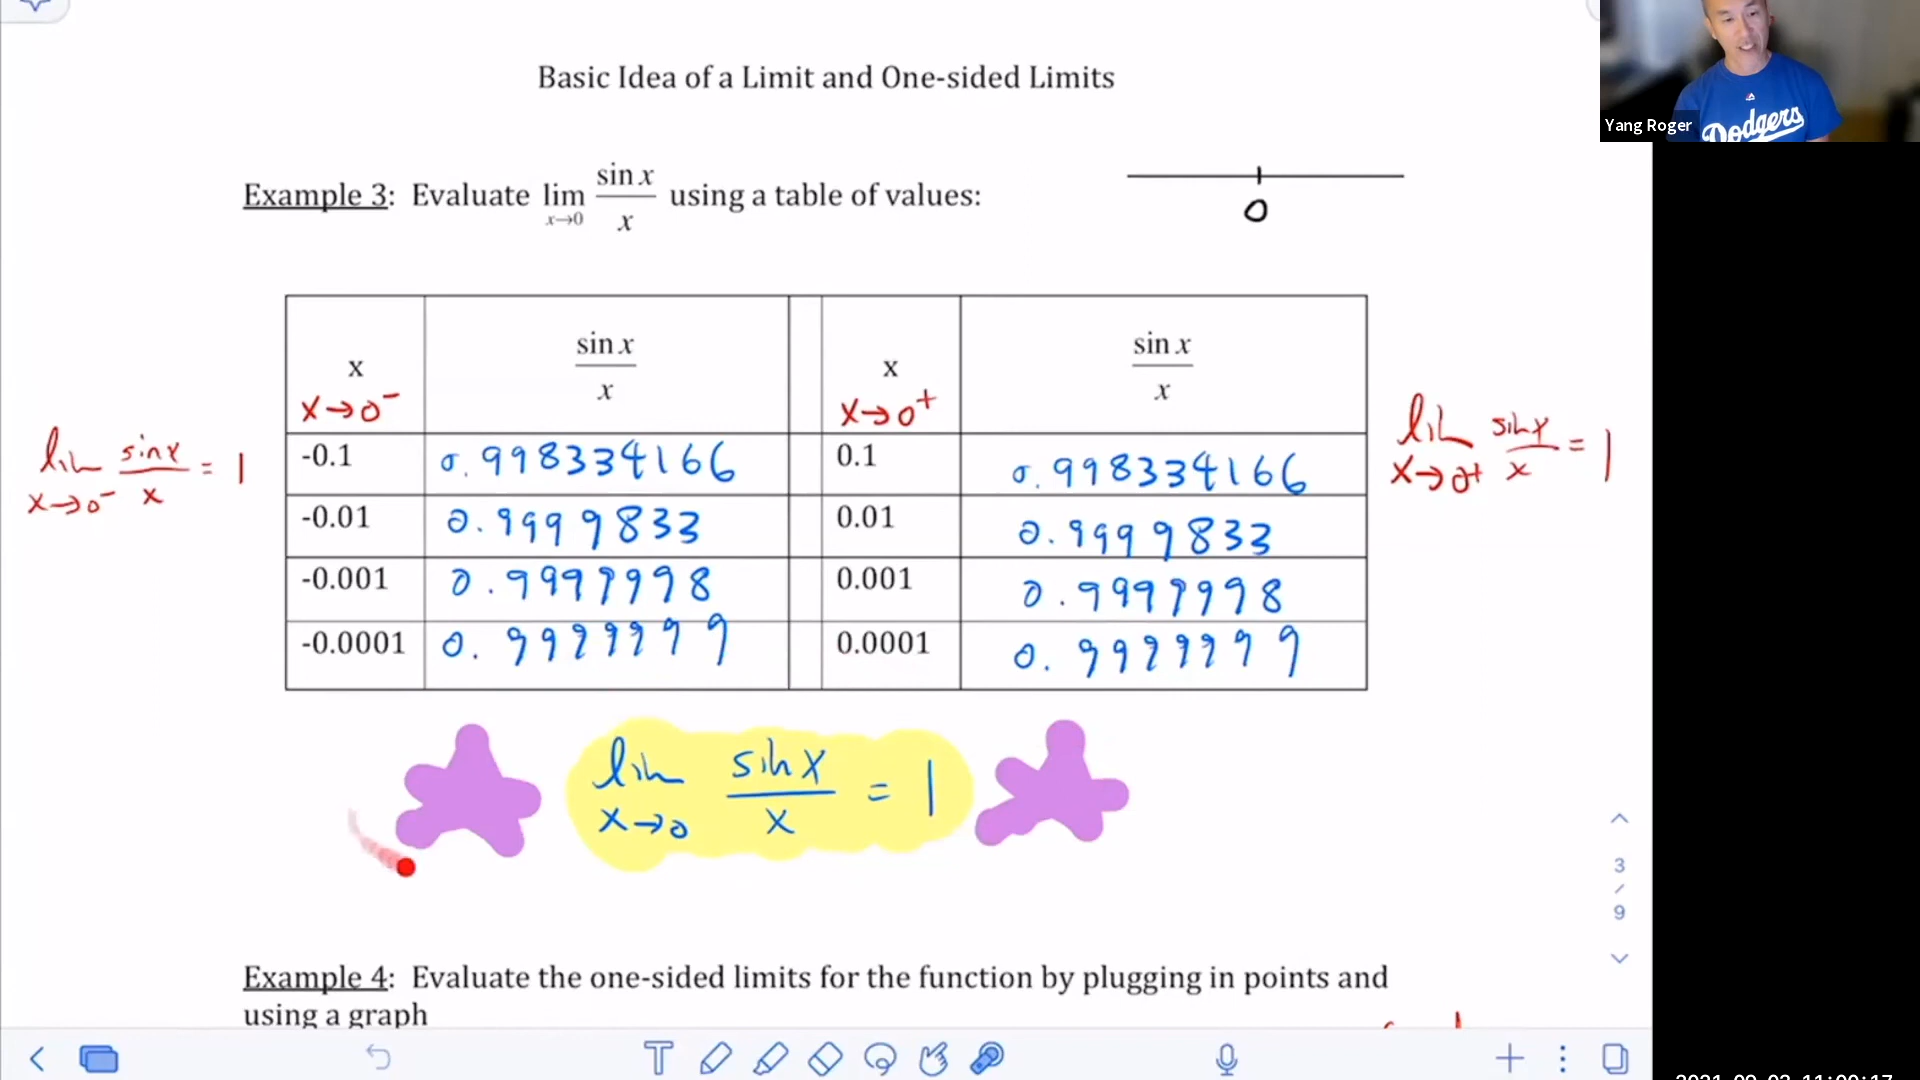 Basic Idea of a Limit and One-sided Limits
Yang Roger
Dodgers
Example 3: Evaluate lim x→0 sin x / x using a table of values:
0
x
x→0⁻
sin x / x
x
x→0⁺
sin x / x
lim x→0⁻ sin x / x = 1
lim x→0⁺ sin x / x = 1
-0.1 0.998334166 0.1 0.998334166
-0.01 0.9999833 0.01 0.9999833
-0.001 0.9999998 0.001 0.9999998
-0.0001 0.9999999 0.0001 0.9999999
lim x→0 sin x / x = 1
3
/
9
Example 4: Evaluate the one-sided limits for the function by plugging in points and
using a graph
T